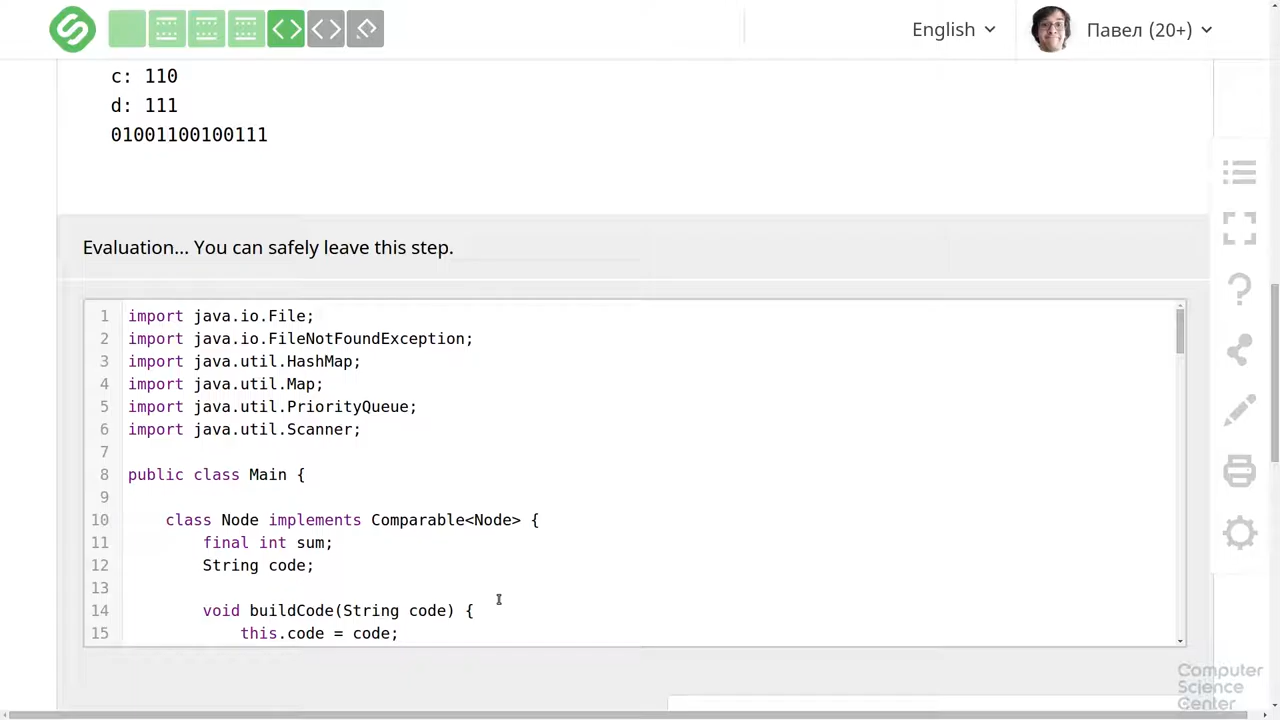 English
Павел (20+)
c: 110
d: 111
01001100100111
Evaluation... You can safely leave this step.
1 import java.io.File;
2 import java.io.FileNotFoundException;
3 import java.util.HashMap;
4 import java.util.Map;
5 import java.util.PriorityQueue;
6 import java.util.Scanner;
7
8 public class Main {
9
10 class Node implements Comparable<Node> {
11 final int sum;
12 String code;
13
14 void buildCode(String code) {
15 this.code = code;
Computer
Science
Center